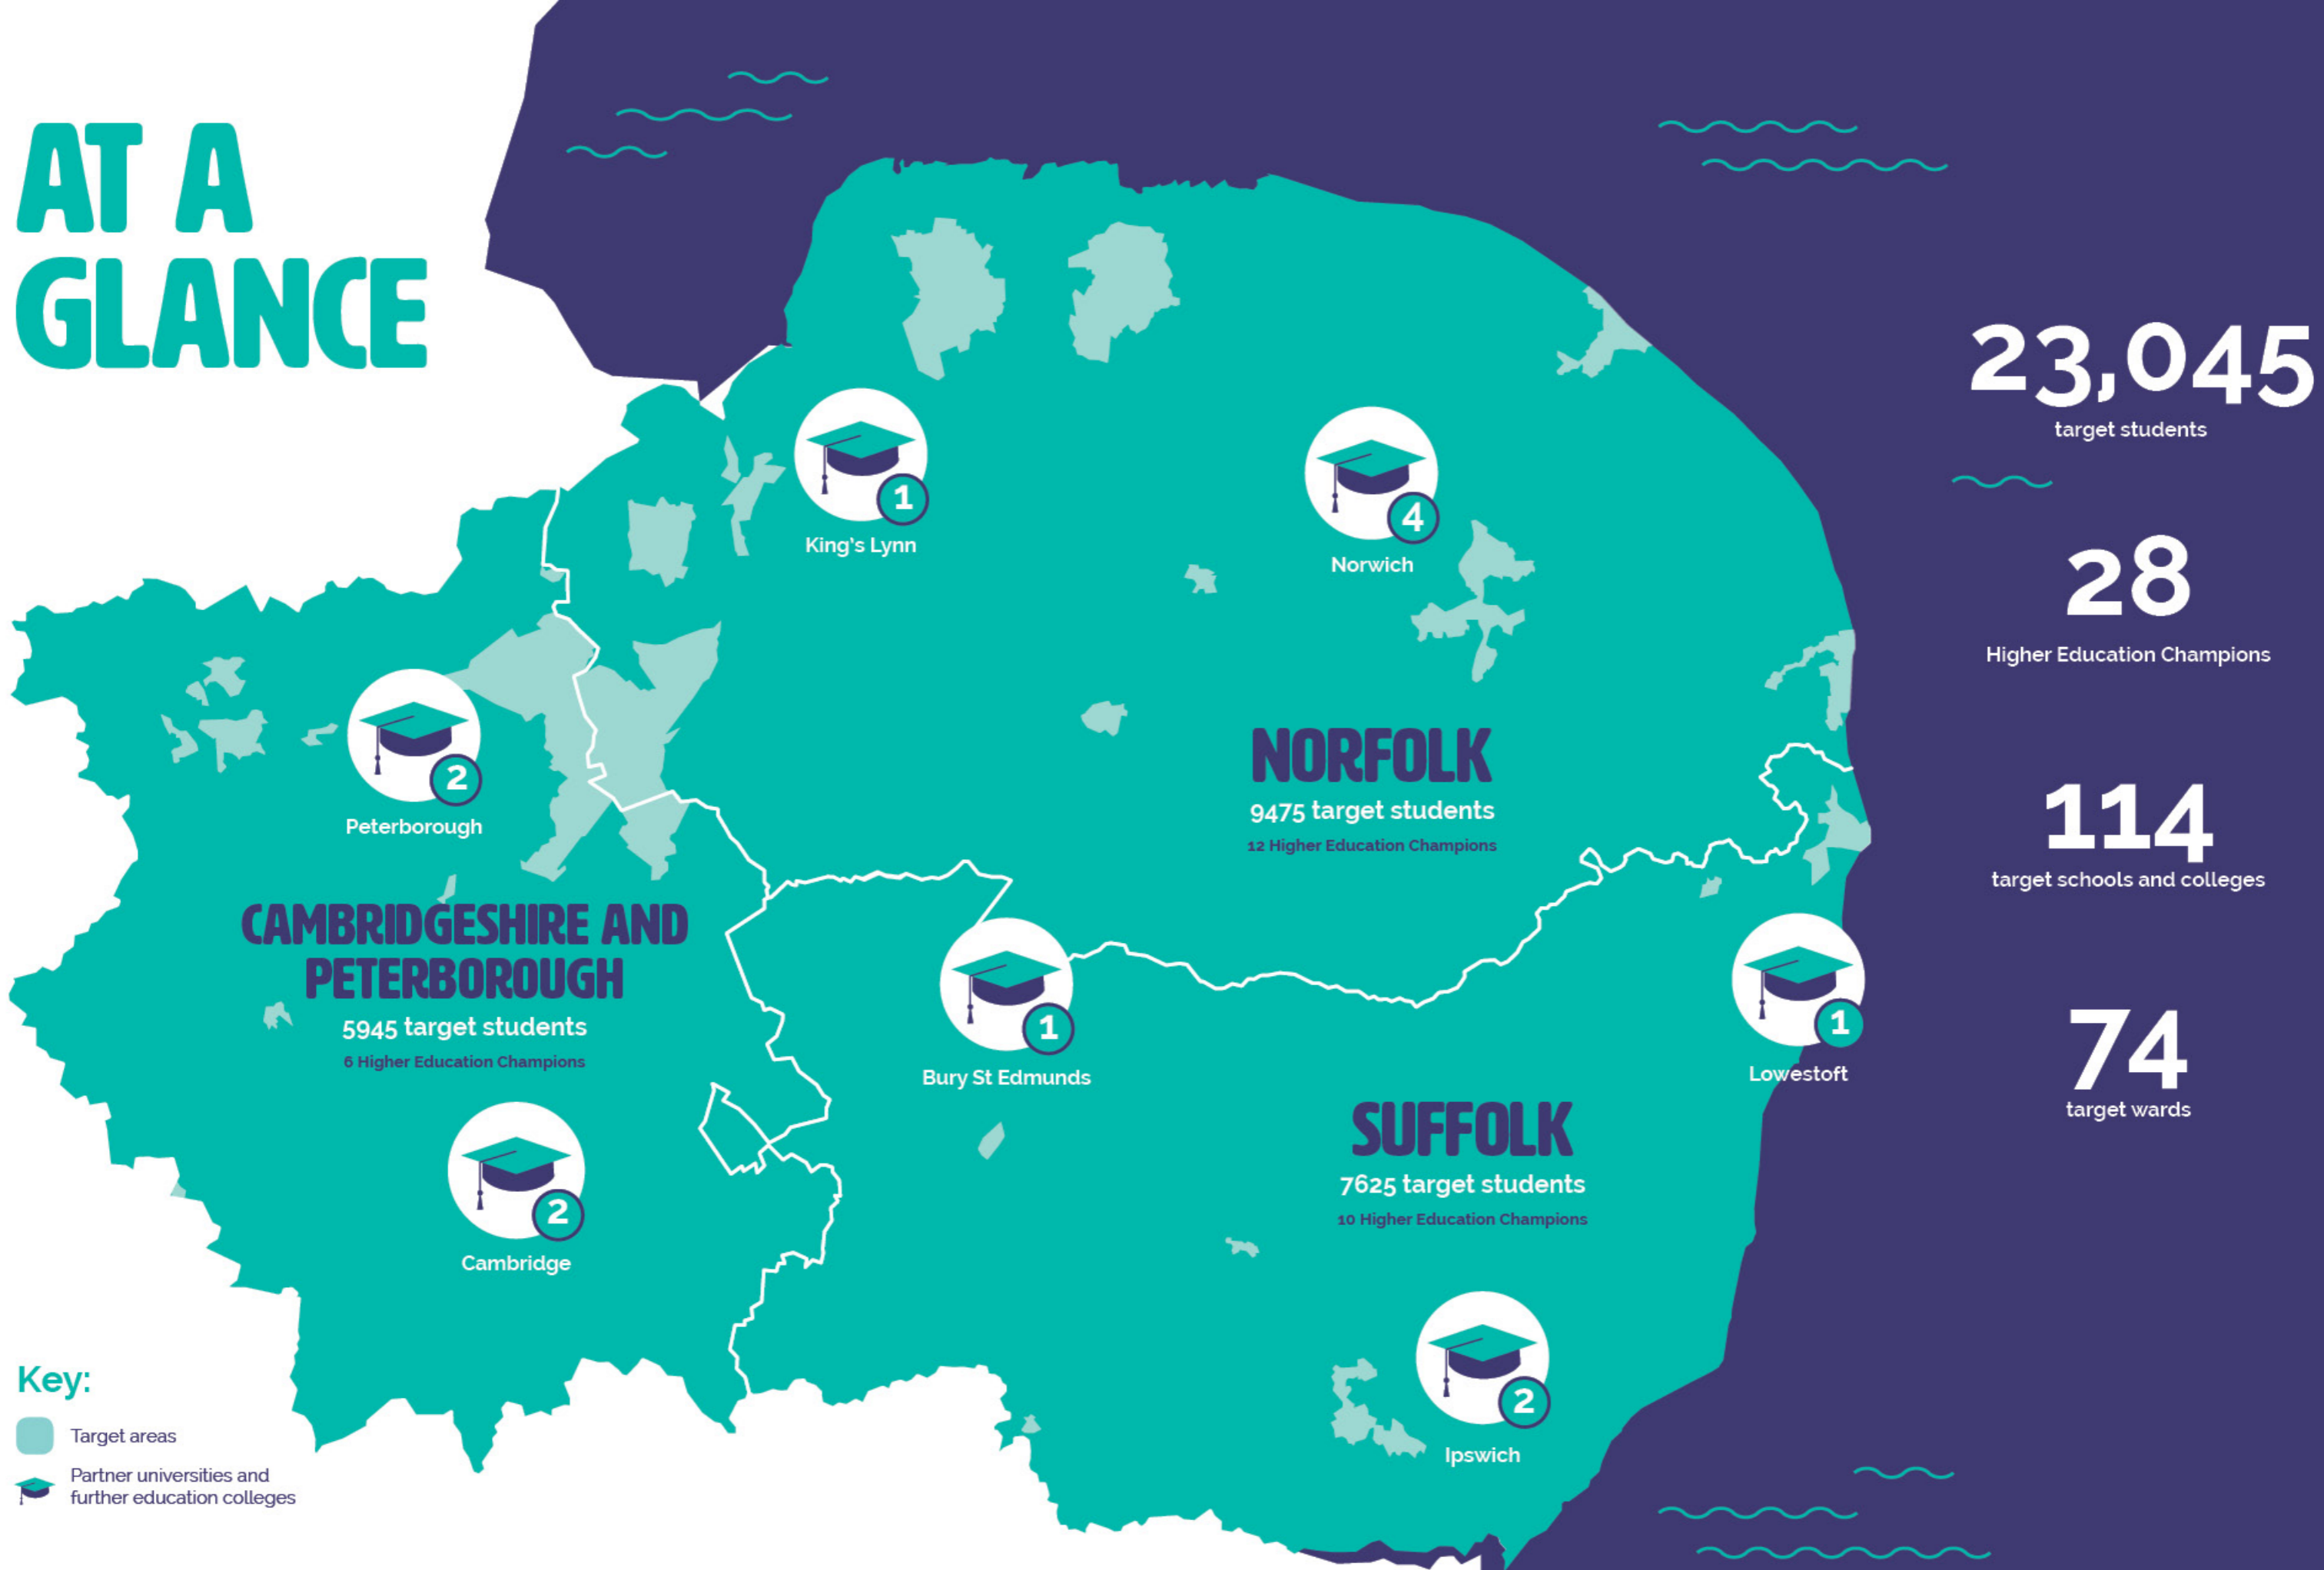 AT A
GLANCE
1
King's Lynn
4
Norwich
2
Peterborough
NORFOLK
9475 target students
12 Higher Education Champions
CAMBRIDGESHIRE AND
PETERBOROUGH
5945 target students
6 Higher Education Champions
1
Bury St Edmunds
1
Lowestoft
SUFFOLK
7625 target students
10 Higher Education Champions
2
Cambridge
2
Ipswich
23,045
target students
28
Higher Education Champions
114
target schools and colleges
74
target wards
Key:
Target areas
Partner universities and
further education colleges